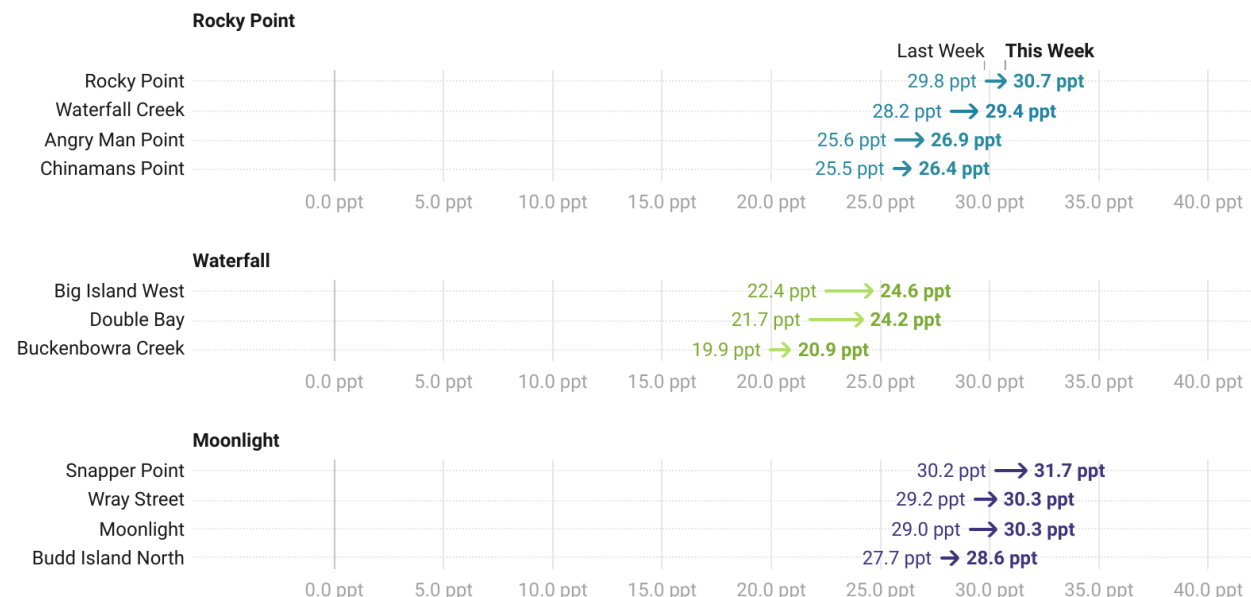 Rocky Point
Last Week This Week
Rocky Point 29.8 ppt 30.7 ppt
Waterfall Creek 28.2 ppt 29.4 ppt
Angry Man Point 25.6 ppt 26.9 ppt
Chinamans Point 25.5 ppt 26.4 ppt
0.0 ppt 5.0 ppt 10.0 ppt 15.0 ppt 20.0 ppt 25.0 ppt 30.0 ppt 35.0 ppt 40.0 ppt
Waterfall
Big Island West 22.4 ppt 24.6 ppt
Double Bay 21.7 ppt 24.2 ppt
Buckenbowra Creek 19.9 ppt 20.9 ppt
0.0 ppt 5.0 ppt 10.0 ppt 15.0 ppt 20.0 ppt 25.0 ppt 30.0 ppt 35.0 ppt 40.0 ppt
Moonlight
Snapper Point 30.2 ppt 31.7 ppt
Wray Street 29.2 ppt 30.3 ppt
Moonlight 29.0 ppt 30.3 ppt
Budd Island North 27.7 ppt 28.6 ppt
0.0 ppt 5.0 ppt 10.0 ppt 15.0 ppt 20.0 ppt 25.0 ppt 30.0 ppt 35.0 ppt 40.0 ppt